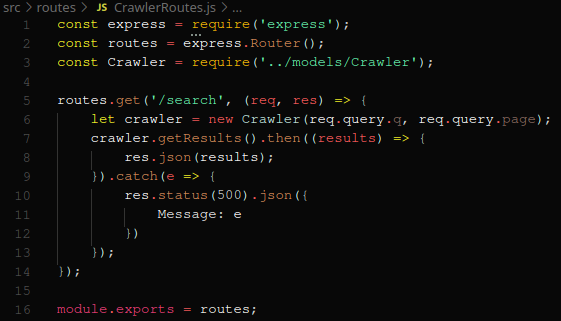 src > routes > JS CrawlerRoutes.js > ...
1 const express = require('express');
2 const routes = express.Router();
3 const Crawler = require('../models/Crawler');
4
5 routes.get('/search', (req, res) => {
6     let crawler = new Crawler(req.query.q, req.query.page);
7     crawler.getResults().then((results) => {
8         res.json(results);
9     }).catch(e => {
10         res.status(500).json({
11             Message: e
12         })
13     });
14 });
15
16 module.exports = routes;